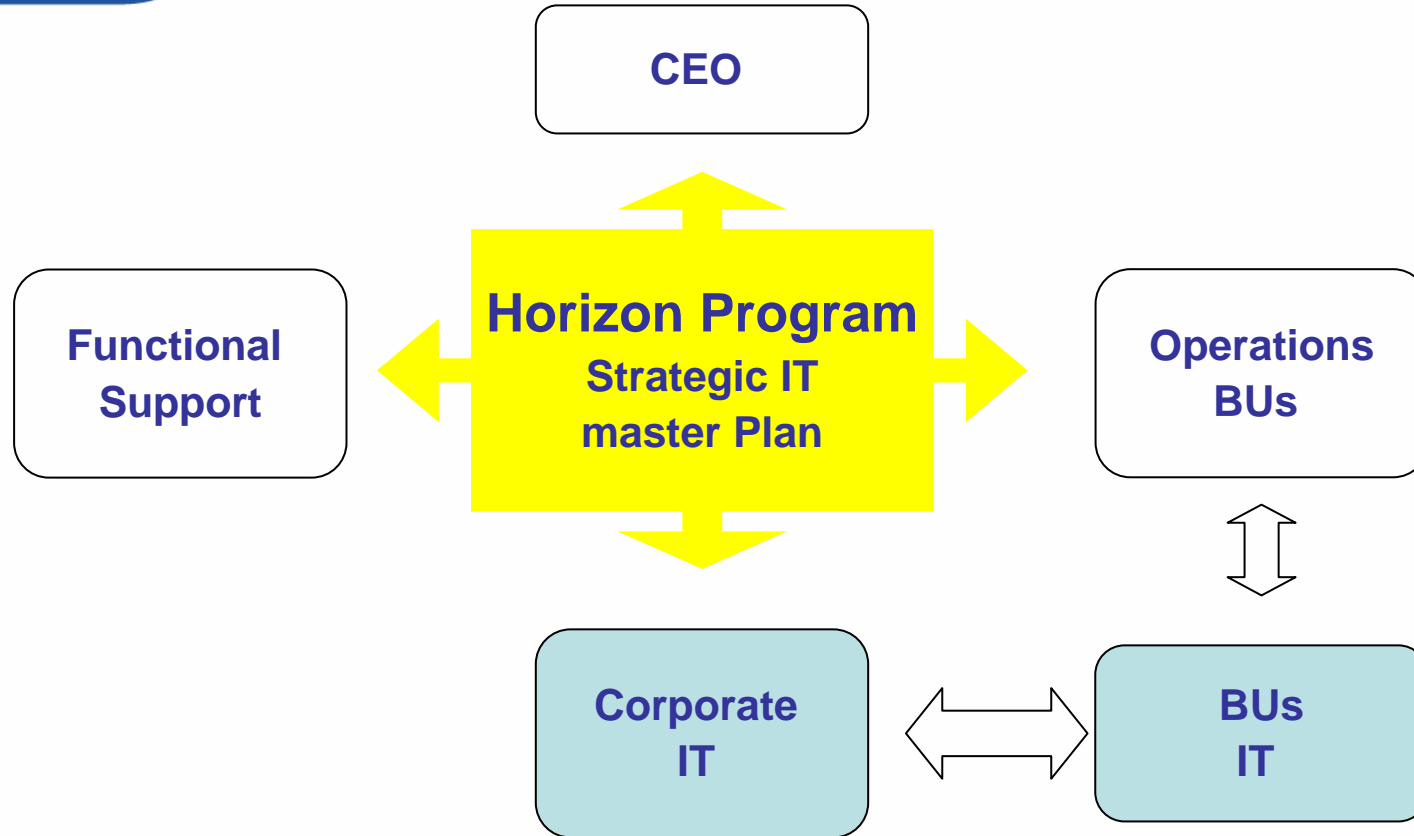 CEO
Horizon Program
Strategic IT
master Plan
Functional
Support
Operations
BUs
Corporate
IT
BUs
IT